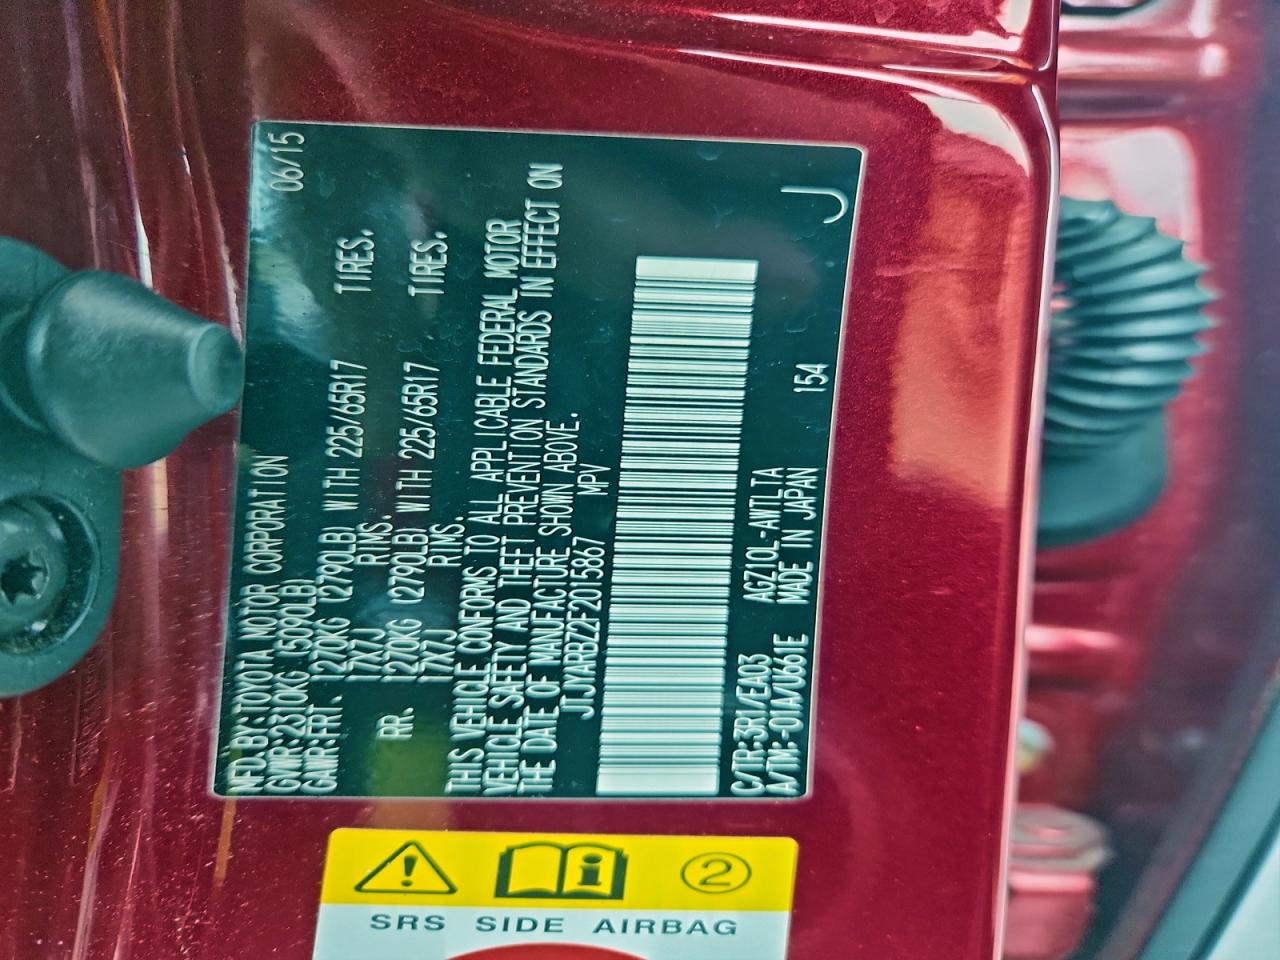 MFD.BY:TOYOTA MOTOR CORPORATION 06/15
GVWR:2310KG (5090LB)
GAWR:FRT. 1270KG (2790LB) WITH 225/65R17 TIRES.
17X7J RIMS.
RR. 1270KG (2790LB) WITH 225/65R17 TIRES.
17X7J RIMS.
THIS VEHICLE CONFORMS TO ALL APPLICABLE FEDERAL MOTOR
VEHICLE SAFETY AND THEFT PREVENTION STANDARDS IN EFFECT ON
THE DATE OF MANUFACTURE SHOWN ABOVE.
JTJYARBZ2F2015867 MPV
C/TR:3R1/EA03 AGZ10L-AWTLTA
A/TM:-01A/U661E MADE IN JAPAN 154 J
2
SRS SIDE AIRBAG